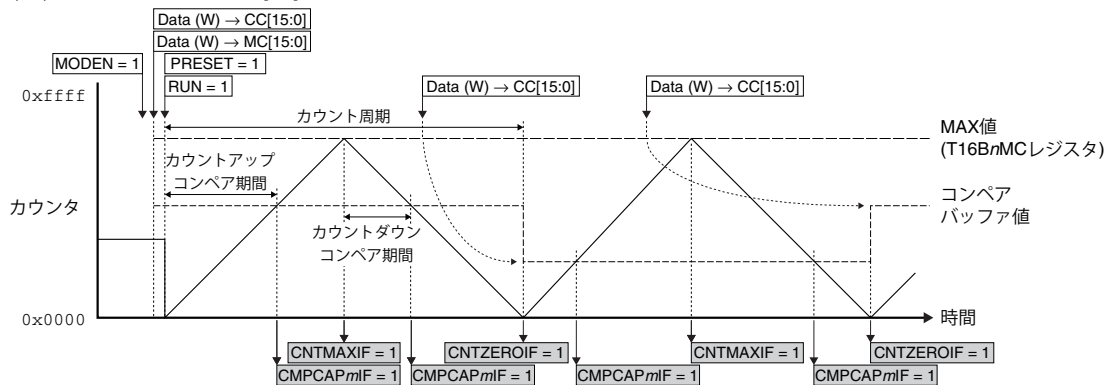 Data (W) → CC[15:0]
Data (W) → MC[15:0]
MODEN = 1
PRESET = 1
RUN = 1
Data (W) → CC[15:0]
Data (W) → CC[15:0]
0xffff
カウント周期
MAX値
(T16BnMCレジスタ)
カウントアップ
コンペア期間
カウンタ
コンペア
バッファ値
カウントダウン
コンペア期間
0x0000
時間
CNTMAXIF = 1
CNTZEROIF = 1
CNTMAXIF = 1
CNTZEROIF = 1
CMPCAPmIF = 1
CMPCAPmIF = 1
CMPCAPmIF = 1
CMPCAPmIF = 1